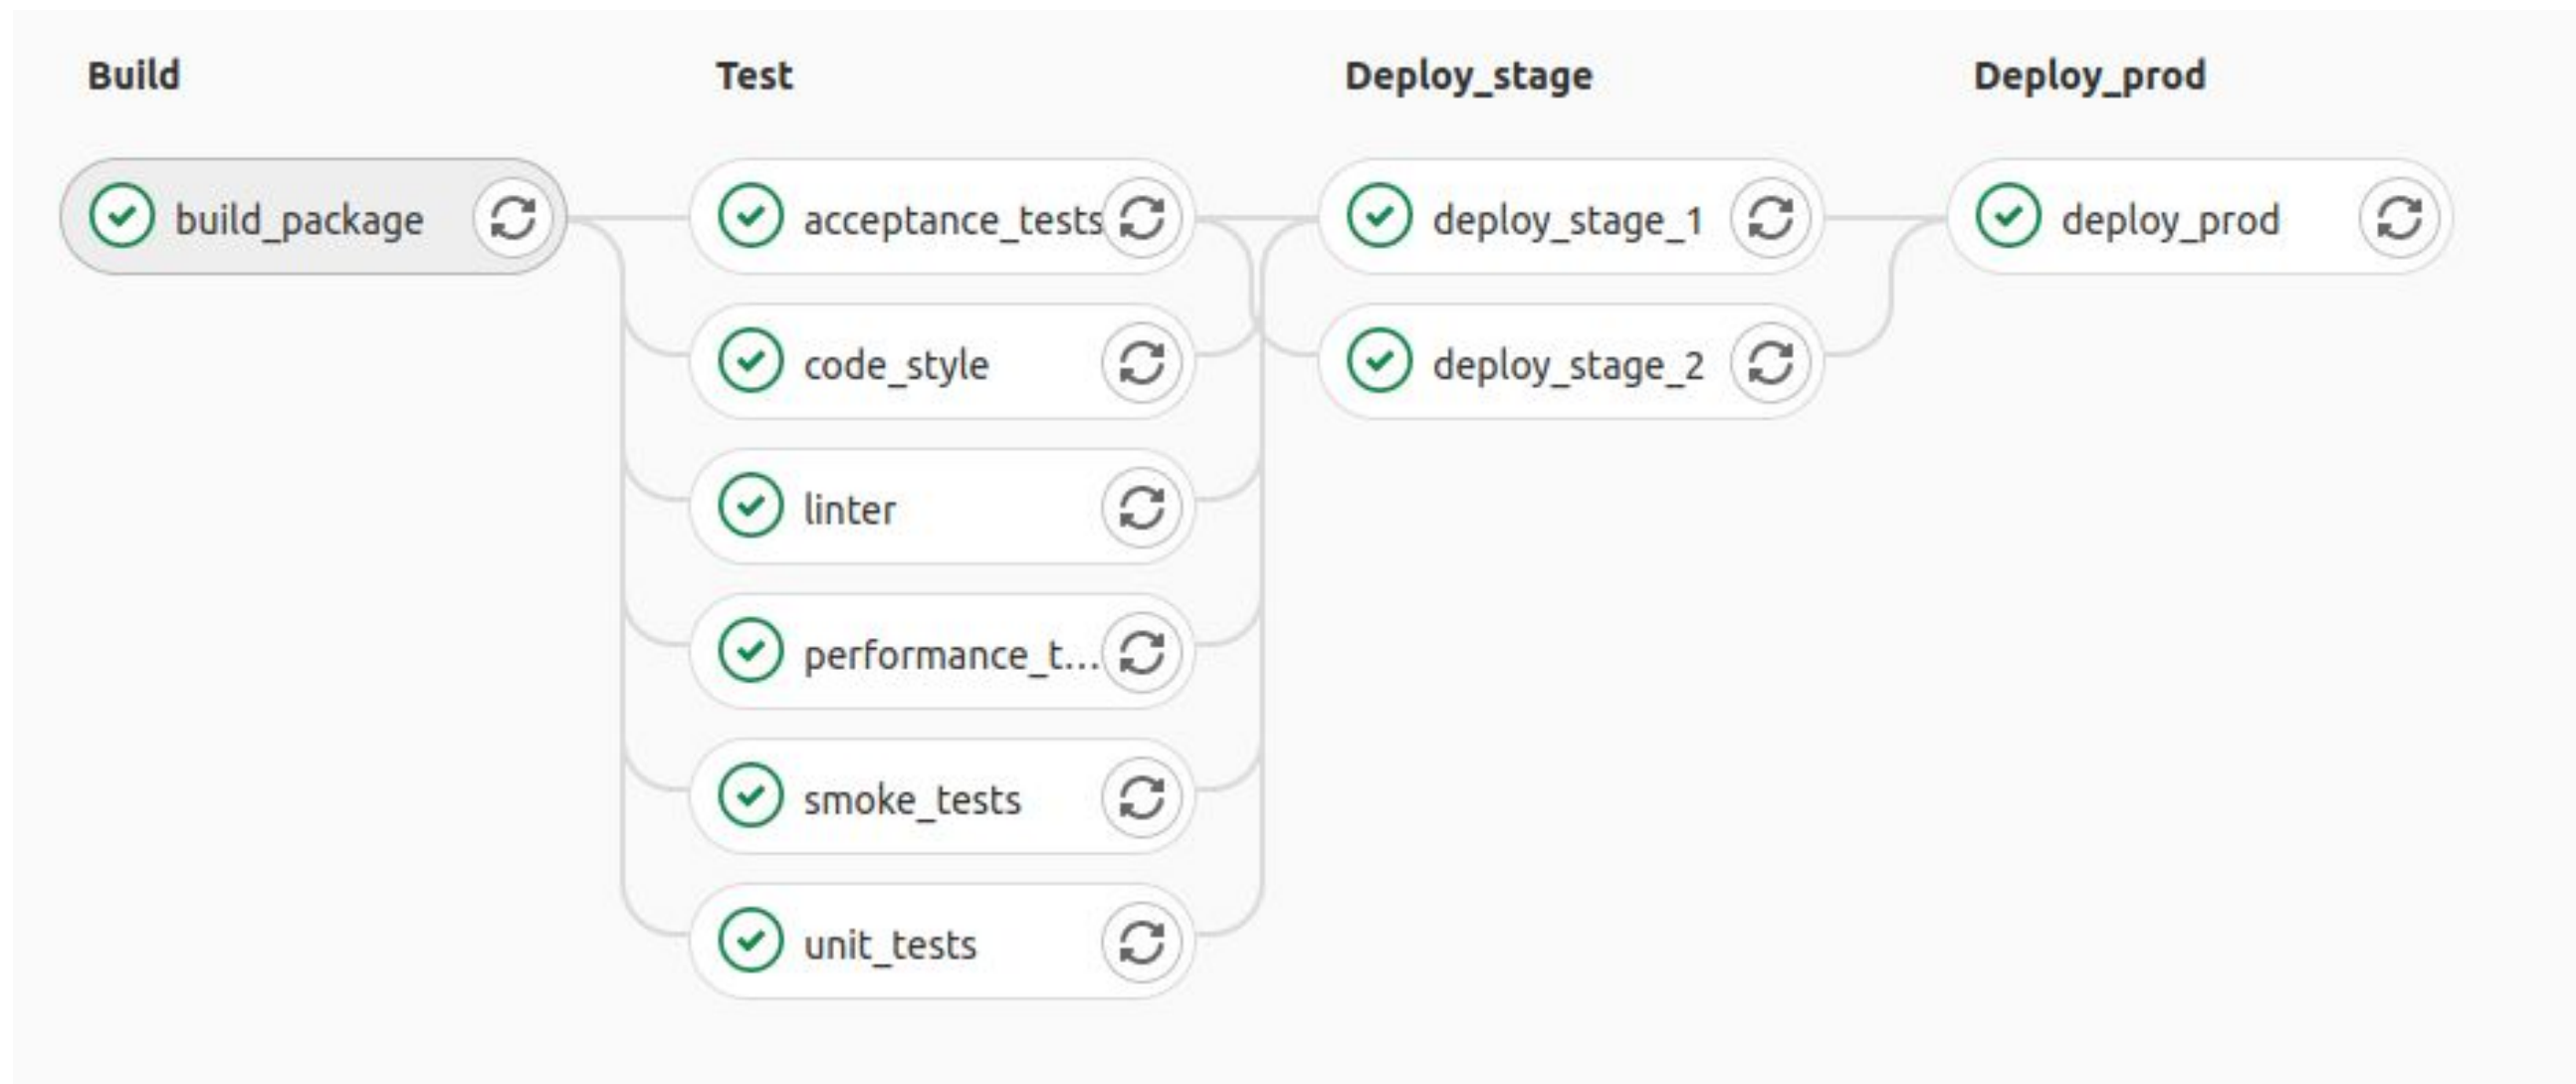 Build
Test
Deploy_stage
Deploy_prod
build_package
acceptance_tests
deploy_stage_1
deploy_prod
code_style
deploy_stage_2
linter
performance_t...
smoke_tests
unit_tests